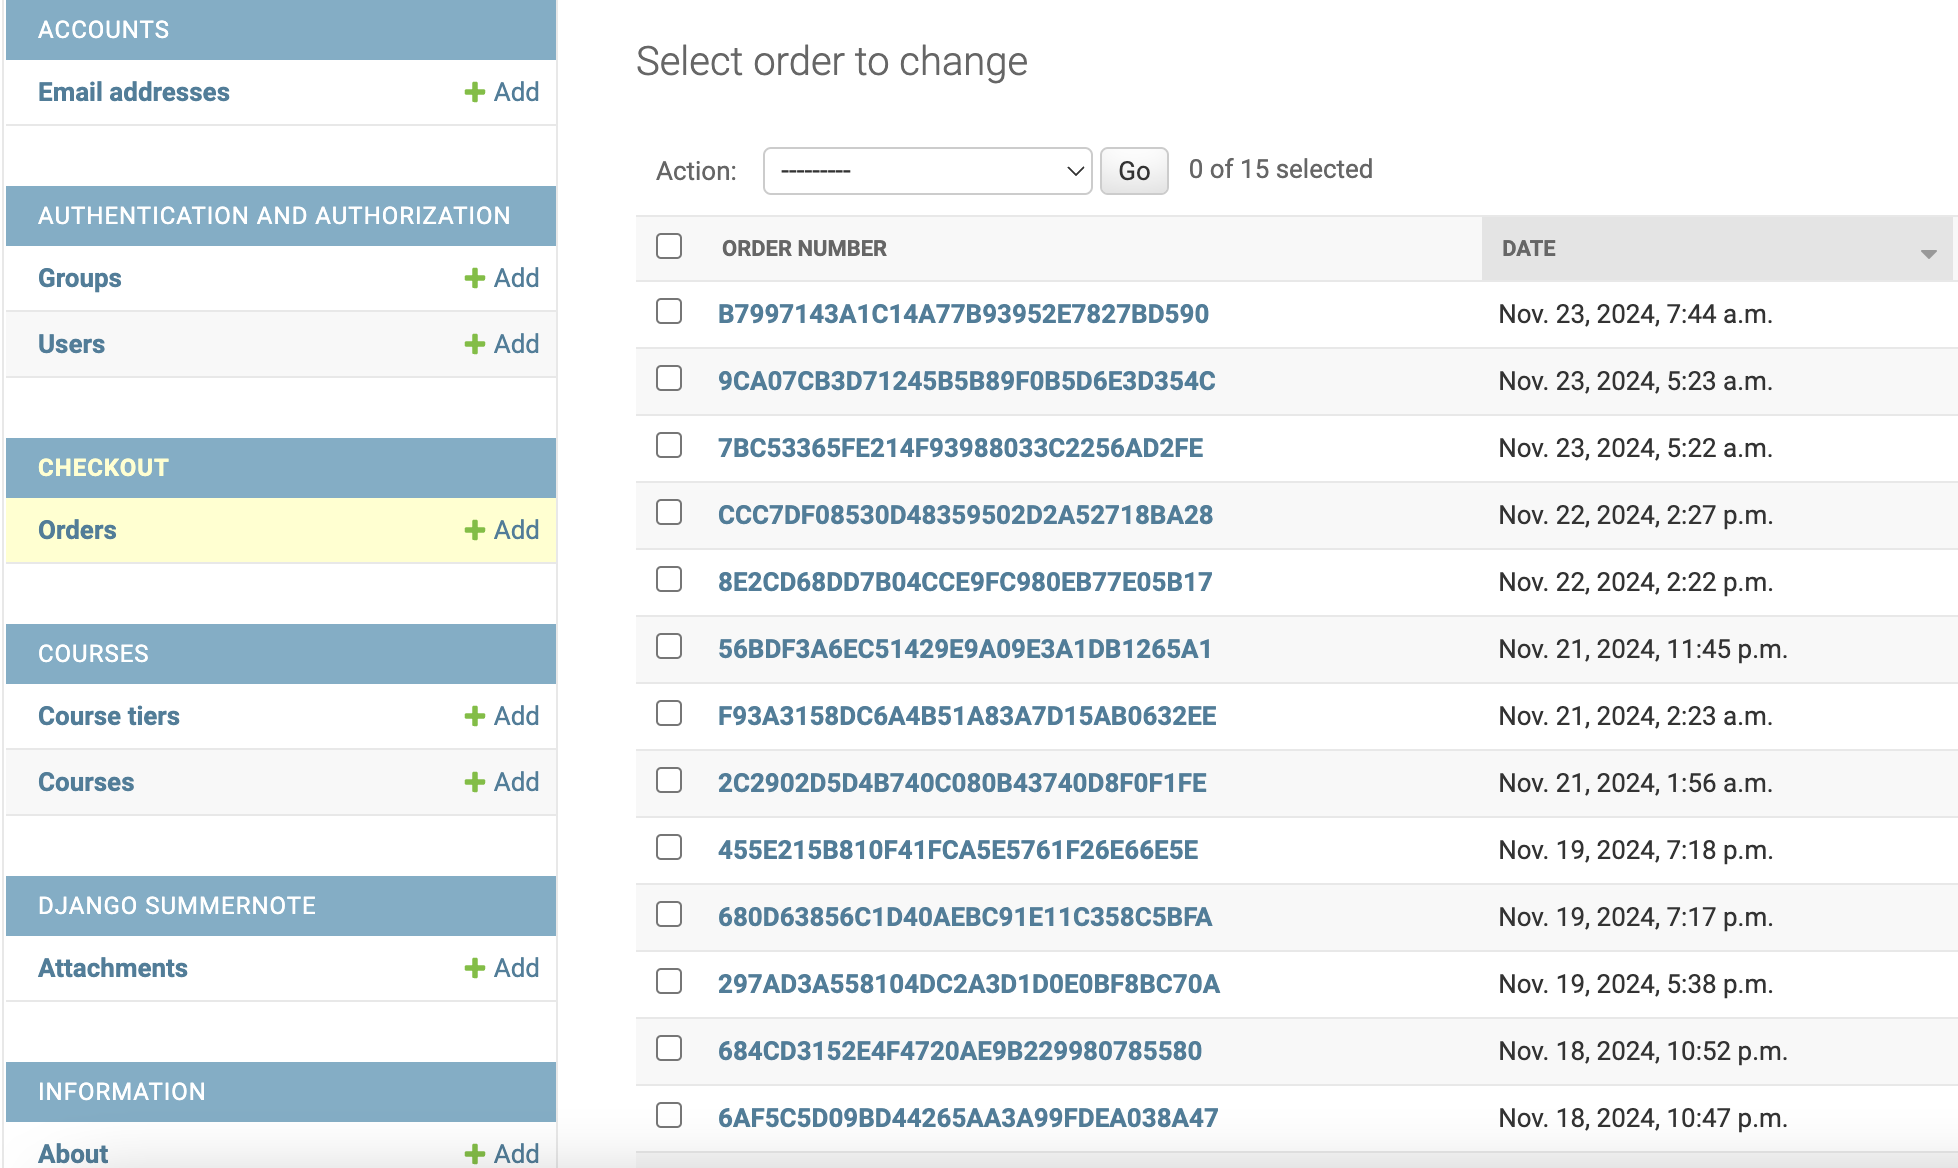 ACCOUNTS
Email addresses
Add
AUTHENTICATION AND AUTHORIZATION
Groups
Add
Users
Add
CHECKOUT
Orders
Add
COURSES
Course tiers
Add
Courses
Add
DJANGO SUMMERNOTE
Attachments
Add
INFORMATION
About
Add
Select order to change
Action: --------- Go 0 of 15 selected
ORDER NUMBER DATE
B7997143A1C14A77B93952E7827BD590 Nov. 23, 2024, 7:44 a.m.
9CA07CB3D71245B5B89F0B5D6E3D354C Nov. 23, 2024, 5:23 a.m.
7BC53365FE214F93988033C2256AD2FE Nov. 23, 2024, 5:22 a.m.
CCC7DF08530D48359502D2A52718BA28 Nov. 22, 2024, 2:27 p.m.
8E2CD68DD7B04CCE9FC980EB77E05B17 Nov. 22, 2024, 2:22 p.m.
56BDF3A6EC51429E9A09E3A1DB1265A1 Nov. 21, 2024, 11:45 p.m.
F93A3158DC6A4B51A83A7D15AB0632EE Nov. 21, 2024, 2:23 a.m.
2C2902D5D4B740C080B43740D8F0F1FE Nov. 21, 2024, 1:56 a.m.
455E215B810F41FCA5E5761F26E66E5E Nov. 19, 2024, 7:18 p.m.
680D63856C1D40AEBC91E11C358C5BFA Nov. 19, 2024, 7:17 p.m.
297AD3A558104DC2A3D1D0E0BF8BC70A Nov. 19, 2024, 5:38 p.m.
684CD3152E4F4720AE9B229980785580 Nov. 18, 2024, 10:52 p.m.
6AF5C5D09BD44265AA3A99FDEA038A47 Nov. 18, 2024, 10:47 p.m.